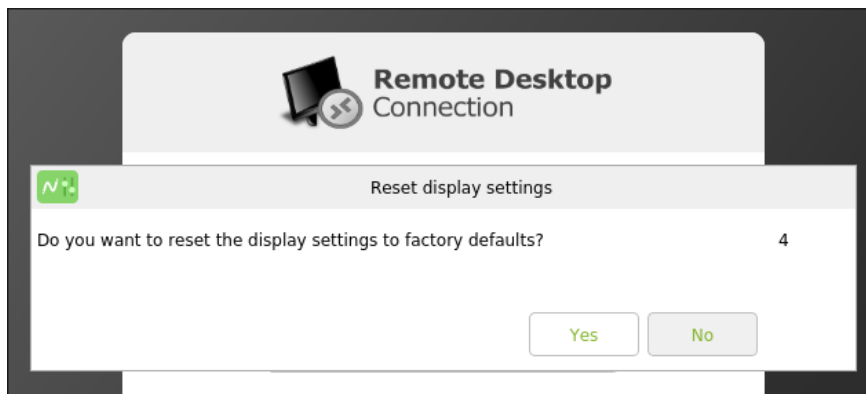 Remote Desktop
Connection
Reset display settings
Do you want to reset the display settings to factory defaults? 4
Yes No